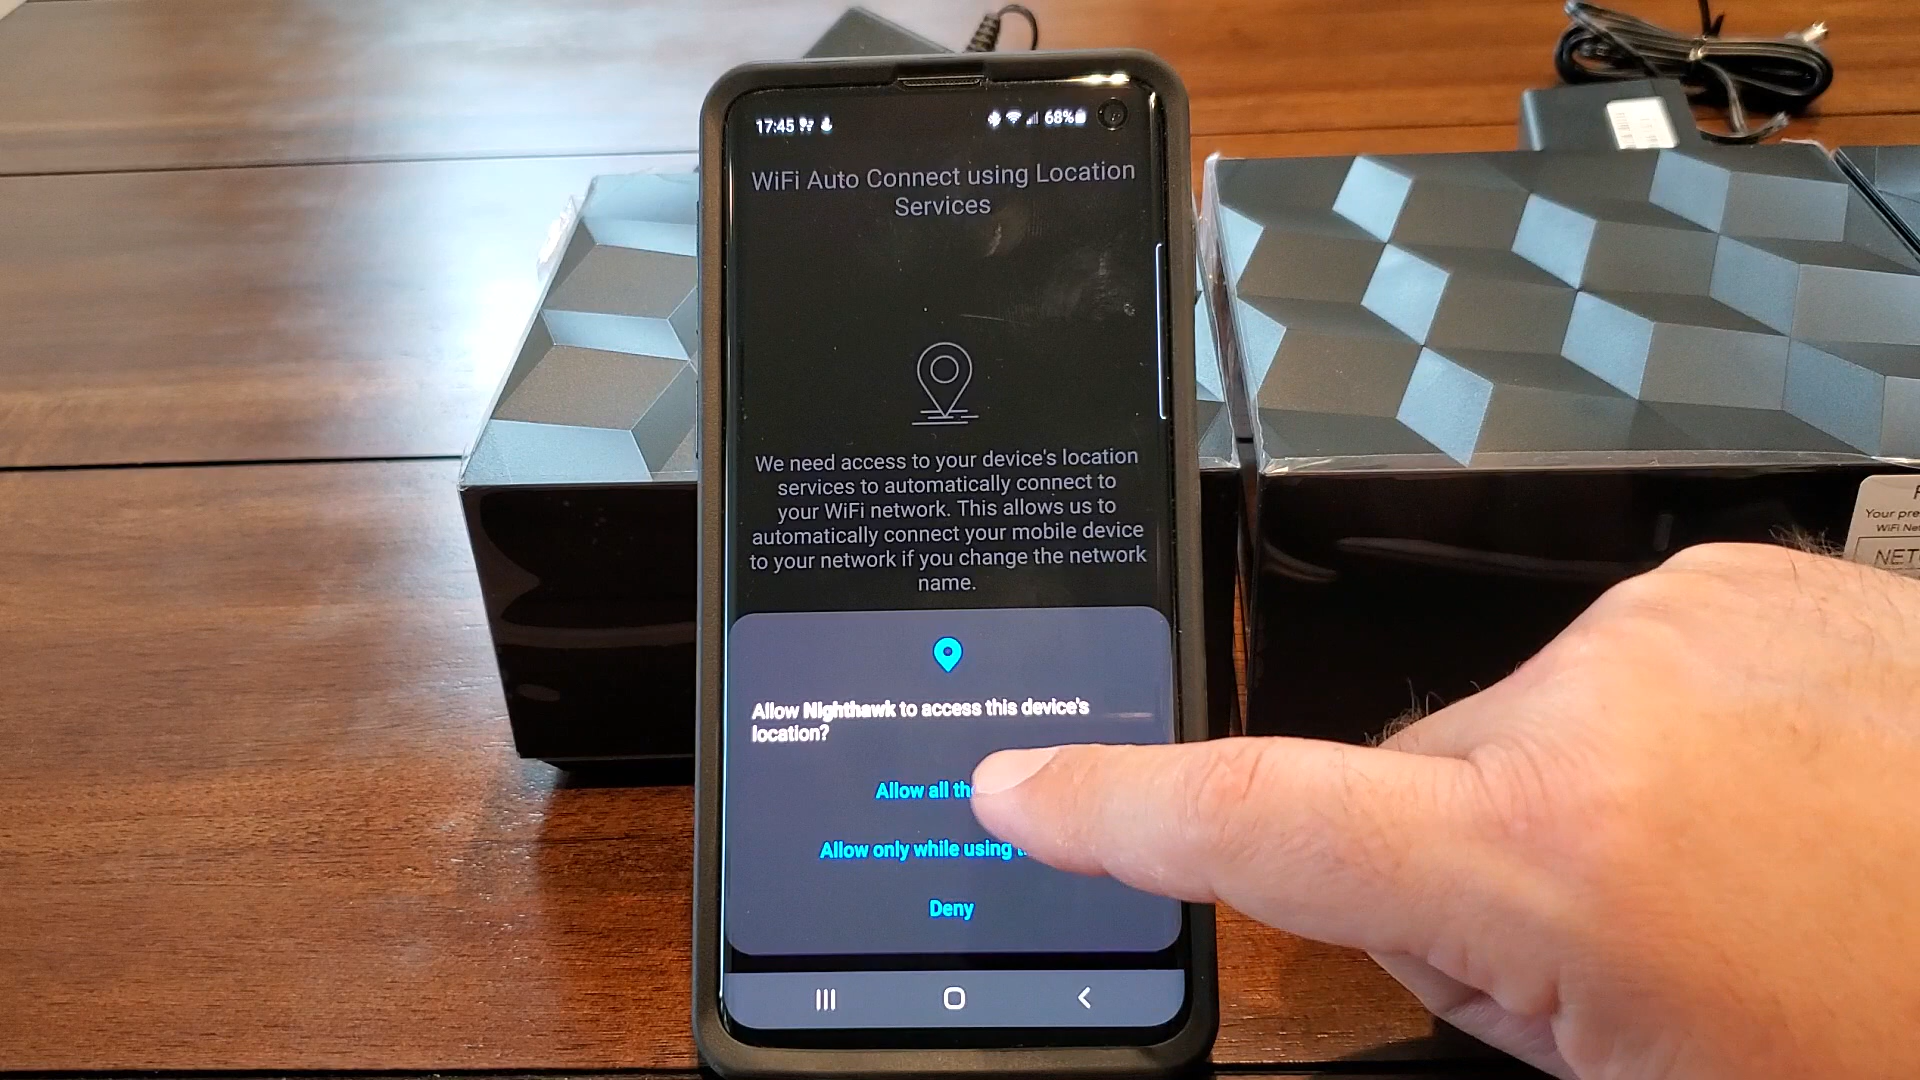 17:45
68%
WiFi Auto Connect using Location
Services
We need access to your device's location
services to automatically connect to
your WiFi network. This allows us to
automatically connect your mobile device
to your network if you change the network
name.
Allow Nighthawk to access this device's
location?
Allow all
Allow only while using
Deny
Your
WiFi